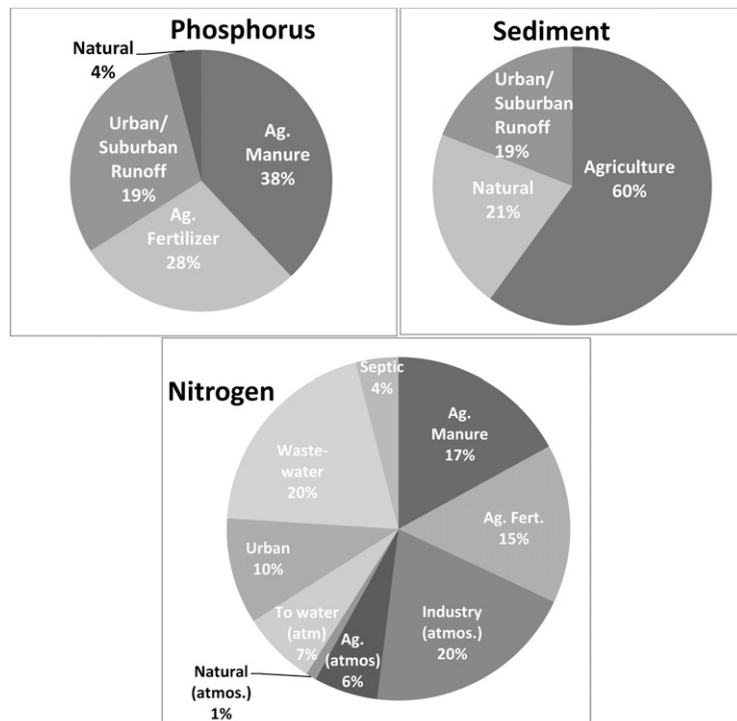 Phosphorus
Natural
4%
Urban/
Suburban
Runoff
19%
Ag.
Manure
38%
Ag.
Fertilizer
28%
Sediment
Urban/
Suburban
Runoff
19%
Agriculture
60%
Natural
21%
Nitrogen
Septic
4%
Ag.
Manure
17%
Waste-
water
20%
Ag. Fert.
15%
Urban
10%
To water
(atm)
7%
Industry
(atmos.)
20%
Ag.
(atmos)
6%
Natural
(atmos.)
1%